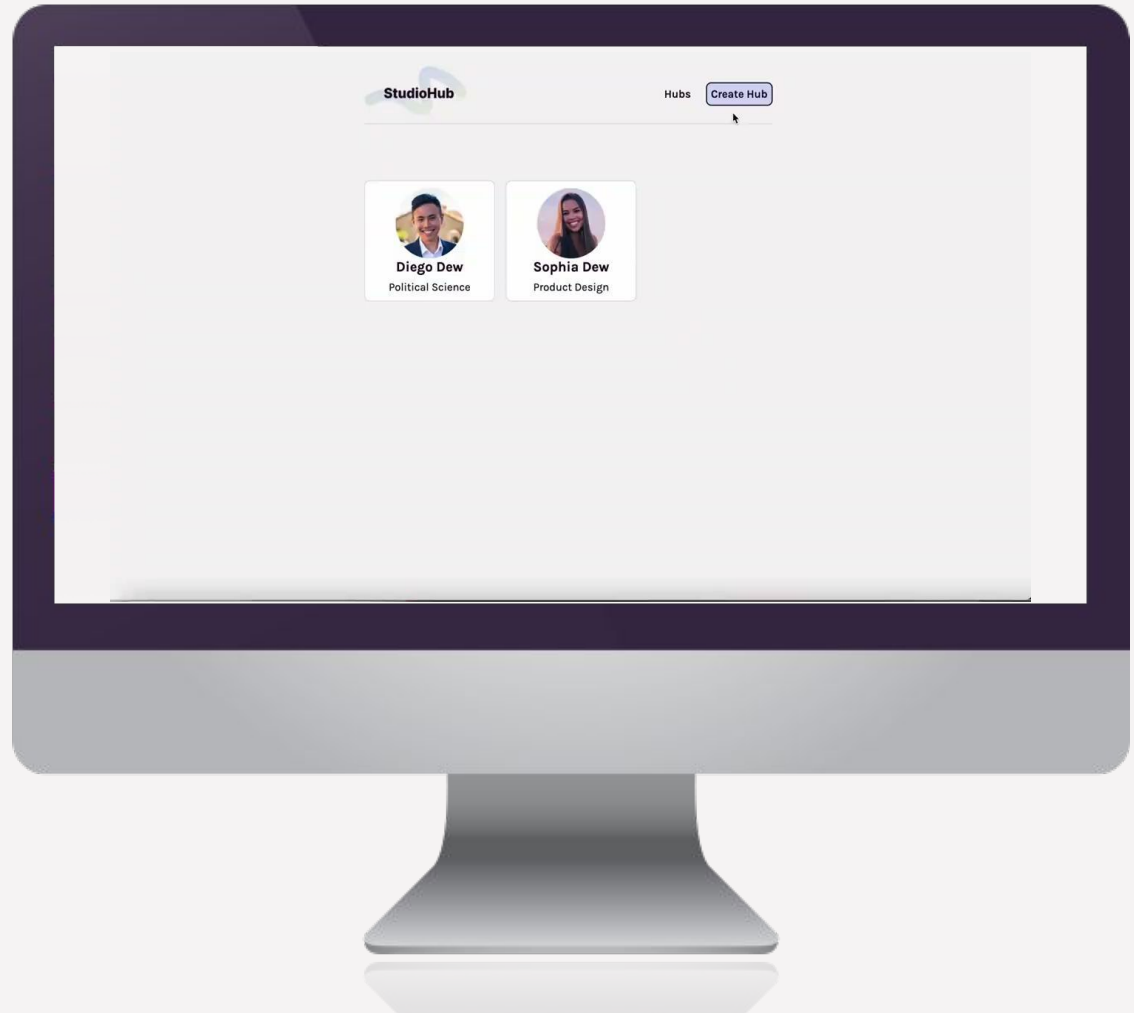 StudioHub
Hubs
Create Hub
Diego Dew
Political Science
Sophia Dew
Product Design